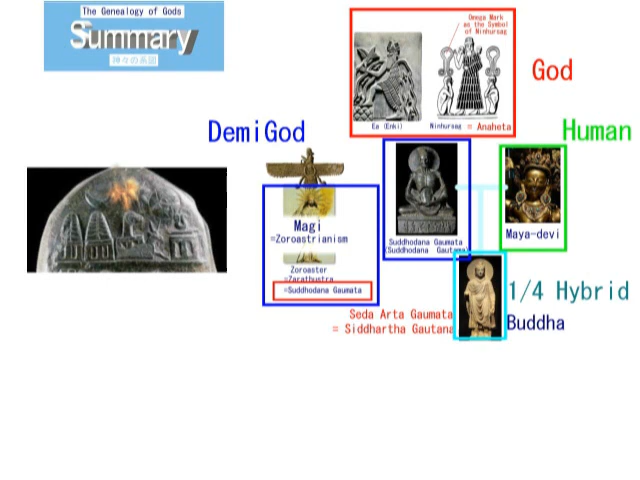 The Genealogy of Gods
Summary
神々の系図
Omega Mark
as the Symbol
of Ninhursag
Ea (Enki)
Ninhursag = Anaheta
God
DemiGod
Human
Magi
=Zoroastrianism
Zoroaster
=Zarathustra
=Suddhodana Gaumata
Suddhodana Gaumata
(Suddhodana Gautama)
Maya-devi
1/4 Hybrid
Buddha
Seda Arta Gaumata
= Siddhartha Gautama